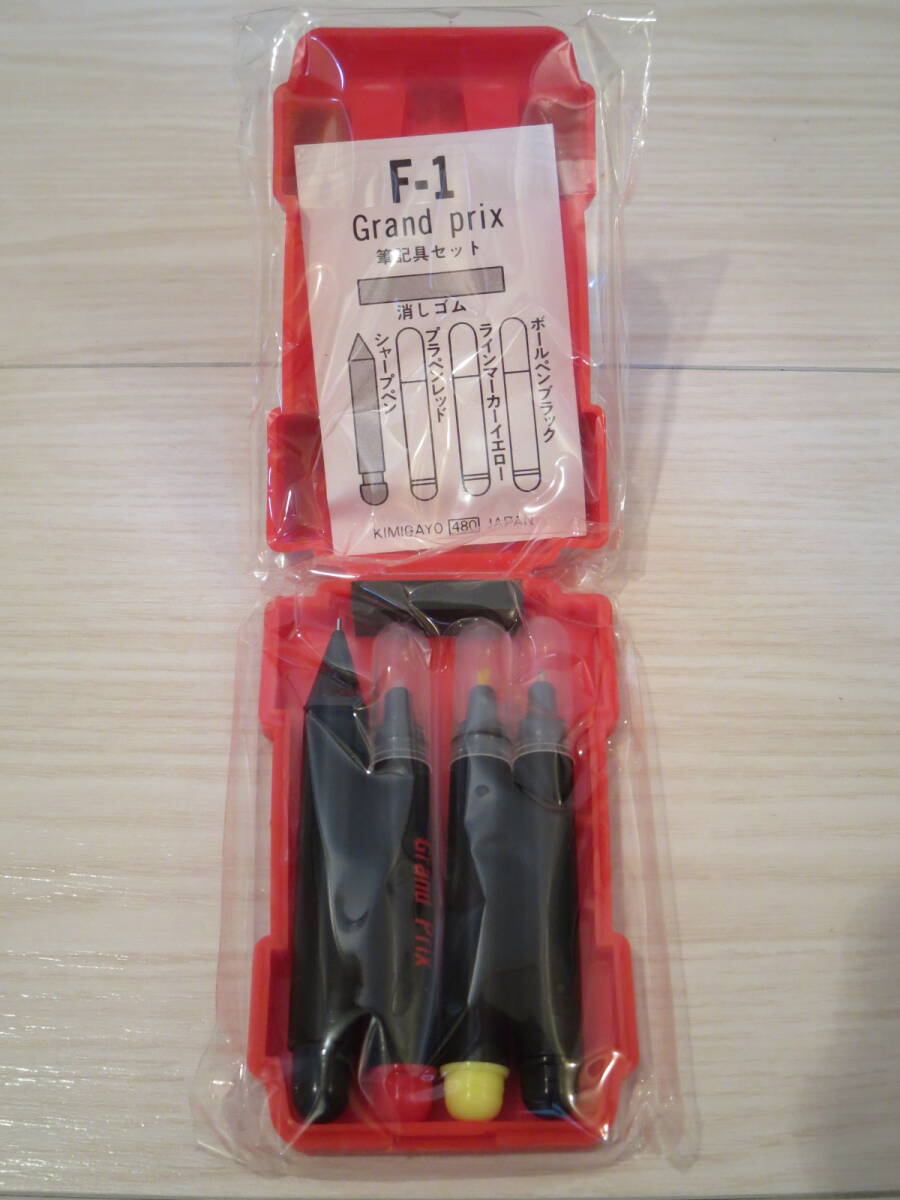 F-1
Grand prix
筆記具セット
消しゴム
シャープペン
プラペンレッド
ラインマーカーイエロー
ボールペンブラック
KIMIGAYO 480 JAPAN
Grand Prix